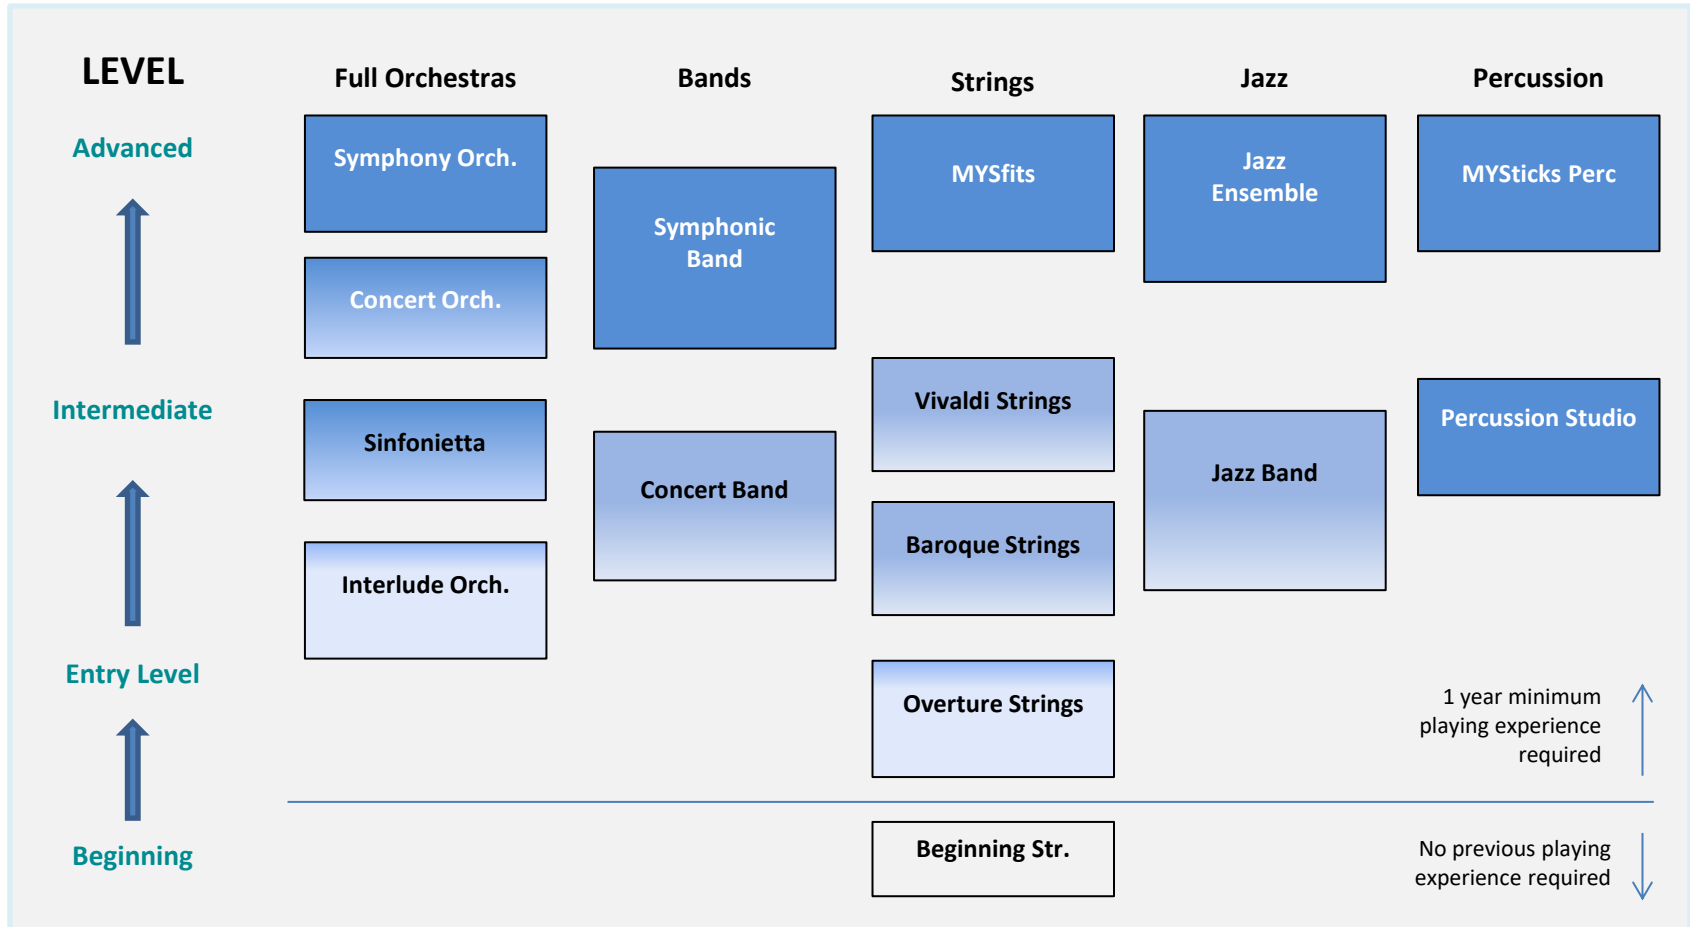 LEVEL
Full Orchestras
Bands
Strings
Jazz
Percussion
Advanced
Symphony Orch.
MYSfits
Jazz
Ensemble
MYSticks Perc
Symphonic
Band
Concert Orch.
Intermediate
Sinfonietta
Vivaldi Strings
Percussion Studio
Concert Band
Jazz Band
Baroque Strings
Interlude Orch.
Entry Level
Overture Strings
1 year minimum
playing experience
required
Beginning
Beginning Str.
No previous playing
experience required